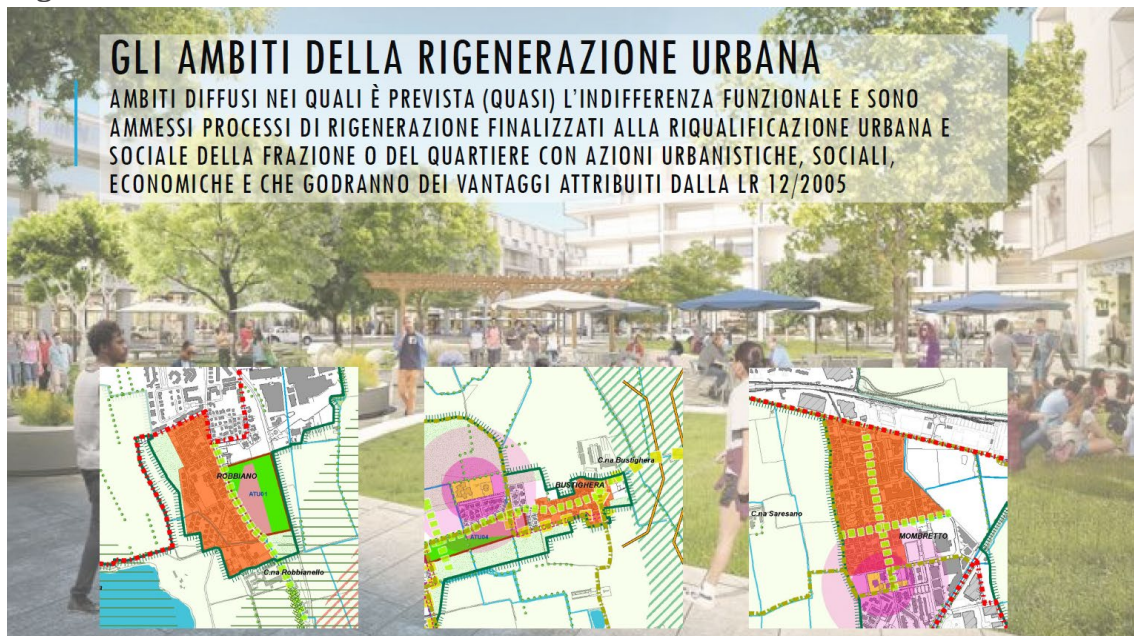 GLI AMBITI DELLA RIGENERAZIONE URBANA
AMBITI DIFFUSI NEI QUALI È PREVISTA (QUASI) L'INDIFFERENZA FUNZIONALE E SONO
AMMESSI PROCESSI DI RIGENERAZIONE FINALIZZATI ALLA RIQUALIFICAZIONE URBANA E
SOCIALE DELLA FRAZIONE O DEL QUARTIERE CON AZIONI URBANISTICHE, SOCIALI,
ECONOMICHE E CHE GODRANNO DEI VANTAGGI ATTRIBUITI DALLA LR 12/2005
ROBBIANO
ATU01
C.na Robbianello
C.na Bustighera
BUSTIGHERA
ATU04
C.na Saresano
MOMBRETTO